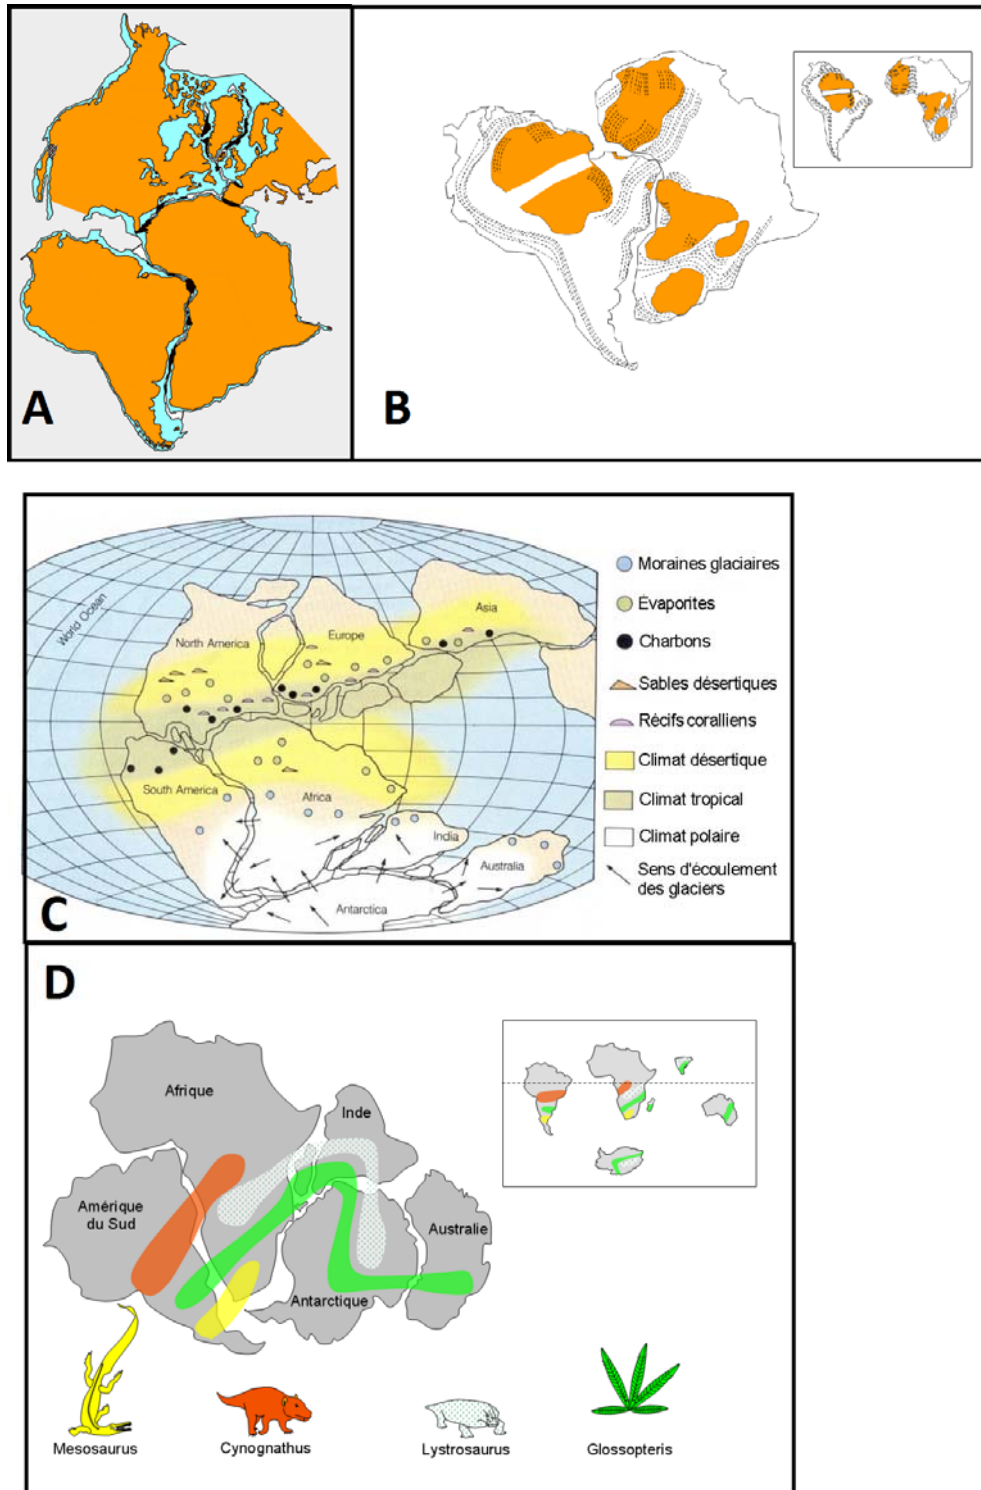 A
B
World Ocean
North America
Europe
Asia
South America
Africa
India
Australia
Antarctica
Moraines glaciaires
Évaporites
Charbons
Sables désertiques
Récifs coralliens
Climat désertique
Climat tropical
Climat polaire
Sens d'écoulement
des glaciers
C
D
Afrique
Inde
Amérique
du Sud
Australie
Antarctique
Mesosaurus
Cynognathus
Lystrosaurus
Glossopteris